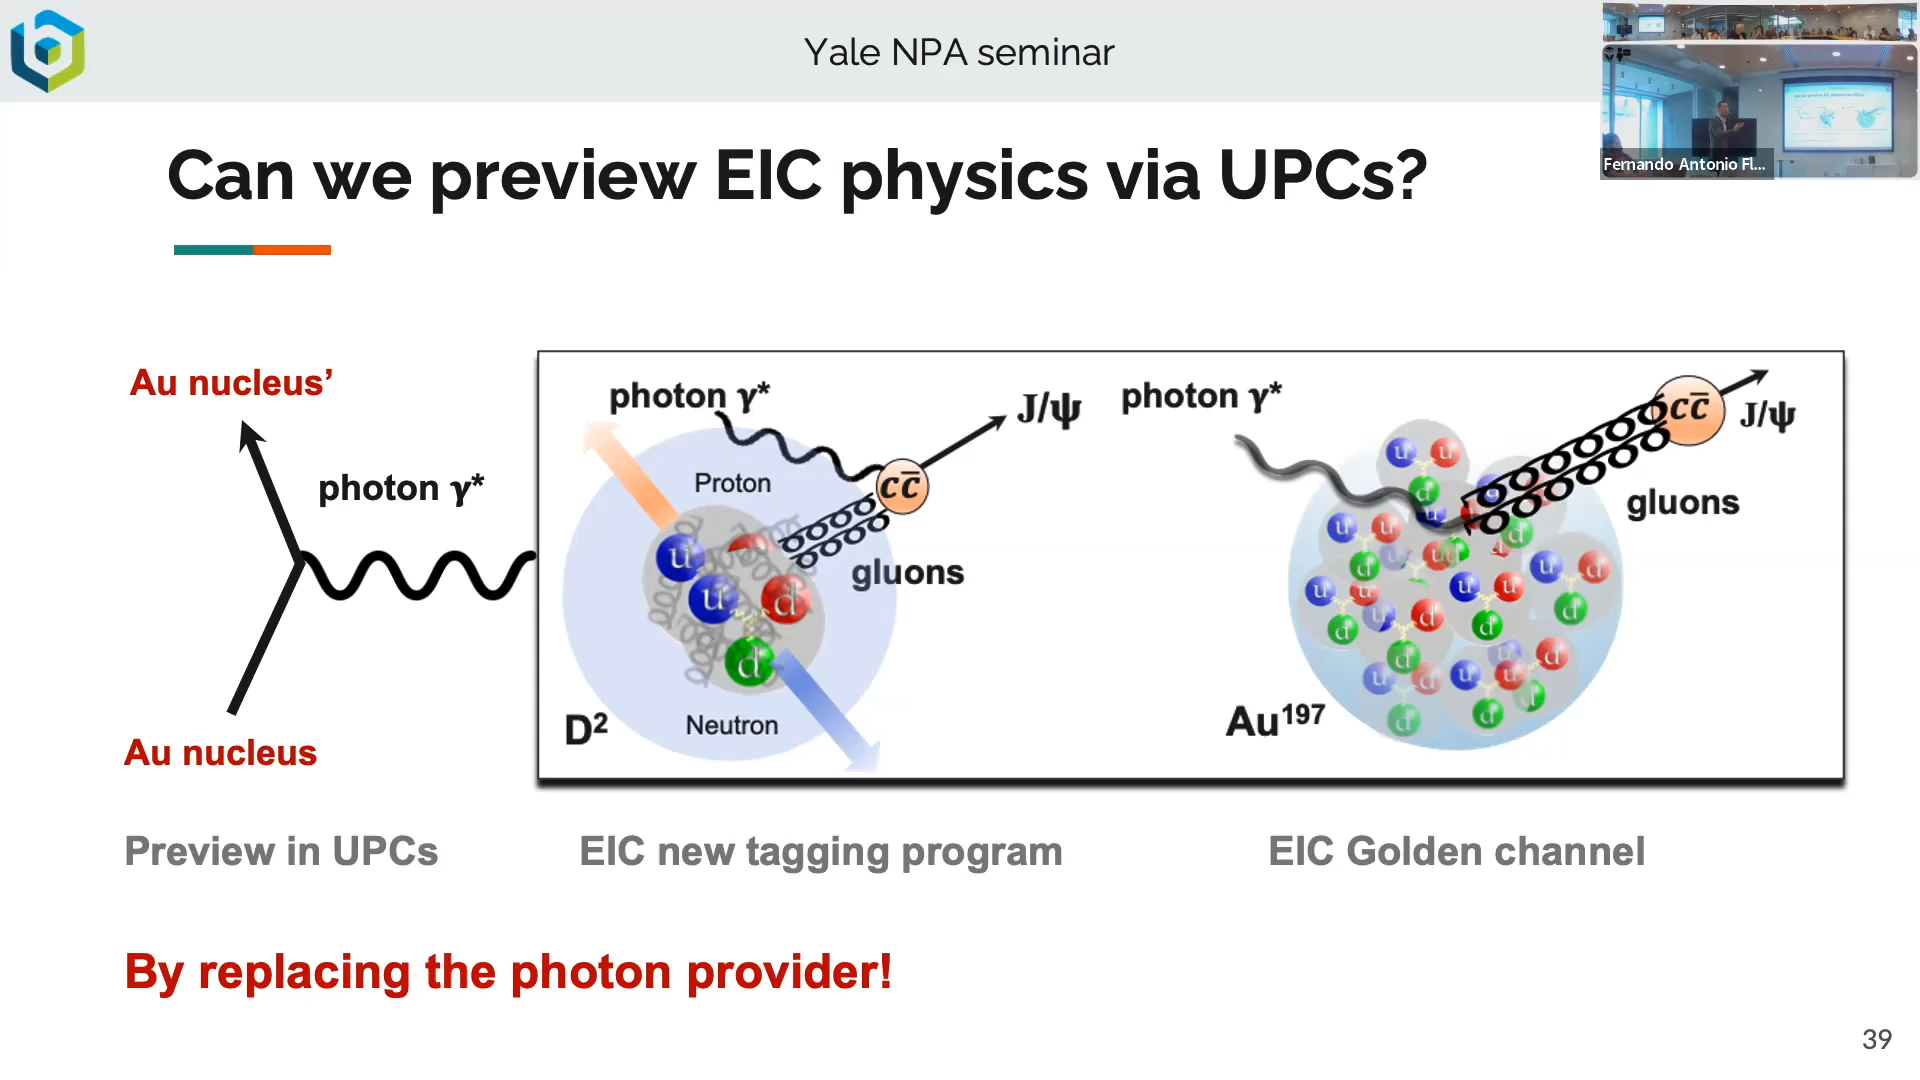 Yale NPA seminar
Fernando Antonio Fl...
Can we preview EIC physics via UPCs?
Au nucleus’
photon γ*
Au nucleus
photon γ*
J/ψ
Proton
cc̅
u
u
d
d
gluons
D²
Neutron
photon γ*
cc̅
J/ψ
gluons
Au¹⁹⁷
Preview in UPCs
EIC new tagging program
EIC Golden channel
By replacing the photon provider!
39